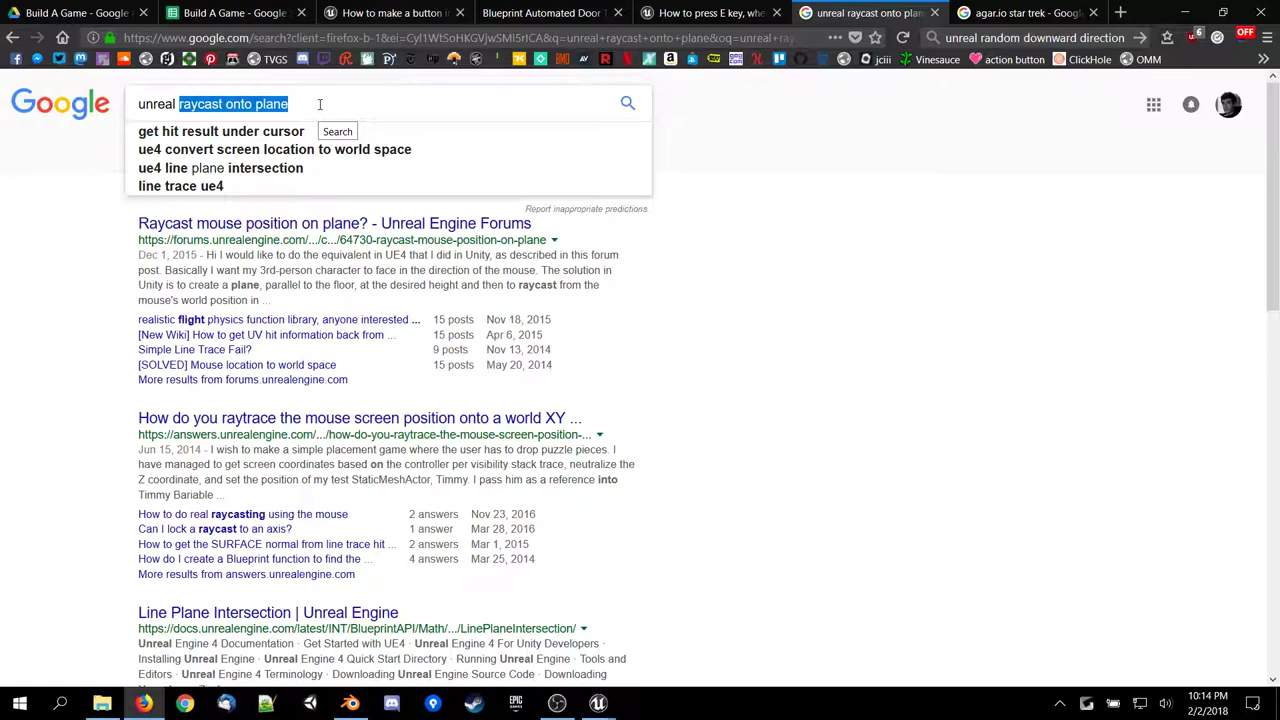 Build A Game - Google
Build A Game - Google
How to make a button in
Blueprint Automated Door
How to press E key, whe
unreal raycast onto plane
agar.io star trek - Google
https://www.google.com/search?client=firefox-b-1&ei=
unreal random downward direction
6
OFF
TVGS
jciii
Vinesauce
action button
ClickHole
OMM
Google
unreal raycast onto plane
get hit result under cursor
Search
ue4 convert screen location to world space
ue4 line plane intersection
line trace ue4
Report inappropriate predictions
Raycast mouse position on plane? - Unreal Engine Forums
https://forums.unrealengine.com/.../c.../64730-raycast-mouse-position-on-plane
Dec 1, 2015 - Hi I would like to do the equivalent in UE4 that I did in Unity, as described in this forum
post. Basically I want my 3rd-person character to face in the direction of the mouse. The solution in
Unity is to create a plane, parallel to the floor, at the desired height and then to raycast from the
mouse's world position in ...
realistic flight physics function library, anyone interested ... 15 posts Nov 18, 2015
[New Wiki] How to get UV hit information back from ... 15 posts Apr 6, 2015
Simple Line Trace Fail? 9 posts Nov 13, 2014
[SOLVED] Mouse location to world space 15 posts May 20, 2014
More results from forums.unrealengine.com
How do you raytrace the mouse screen position onto a world XY ...
https://answers.unrealengine.com/.../how-do-you-raytrace-the-mouse-screen-position-...
Jun 15, 2014 - I wish to make a simple placement game where the user has to drop puzzle pieces. I
have managed to get screen coordinates based on the controller per visibility stack trace, neutralize the
Z coordinate, and set the position of my test StaticMeshActor, Timmy. I pass him as a reference into
Timmy Bariable ...
How to do real raycasting using the mouse 2 answers Nov 23, 2016
Can I lock a raycast to an axis? 1 answer Mar 28, 2016
How to get the SURFACE normal from line trace hit ... 2 answers Mar 1, 2015
How do I create a Blueprint function to find the ... 4 answers Mar 25, 2014
More results from answers.unrealengine.com
Line Plane Intersection | Unreal Engine
https://docs.unrealengine.com/latest/INT/BlueprintAPI/Math/.../LinePlaneIntersection/
Unreal Engine 4 Documentation · Get Started with UE4 · Unreal Engine 4 For Unity Developers ·
Installing Unreal Engine · Unreal Engine 4 Quick Start Directory · Running Unreal Engine · Tools and
Editors · Unreal Engine 4 Terminology · Downloading Unreal Engine Source Code · Downloading
10:14 PM
2/2/2018